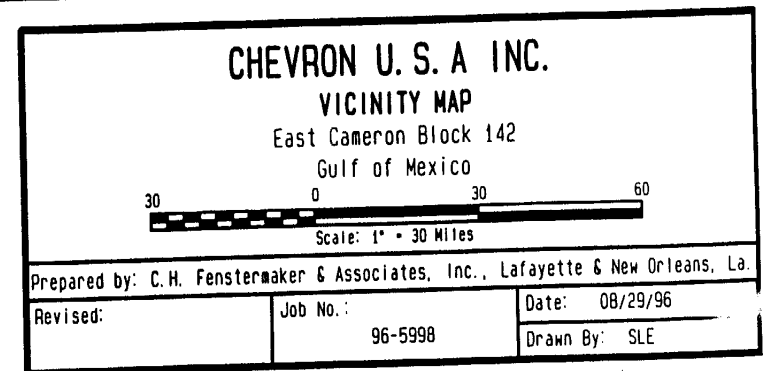 CHEVRON U. S. A INC.
VICINITY MAP
East Cameron Block 142
Gulf of Mexico
30 0 30 60
Scale: 1" = 30 Miles
Prepared by: C. H. Fenstermaker & Associates, Inc., Lafayette & New Orleans, La.
Revised: Job No.: Date: 08/29/96
96-5998 Drawn By: SLE